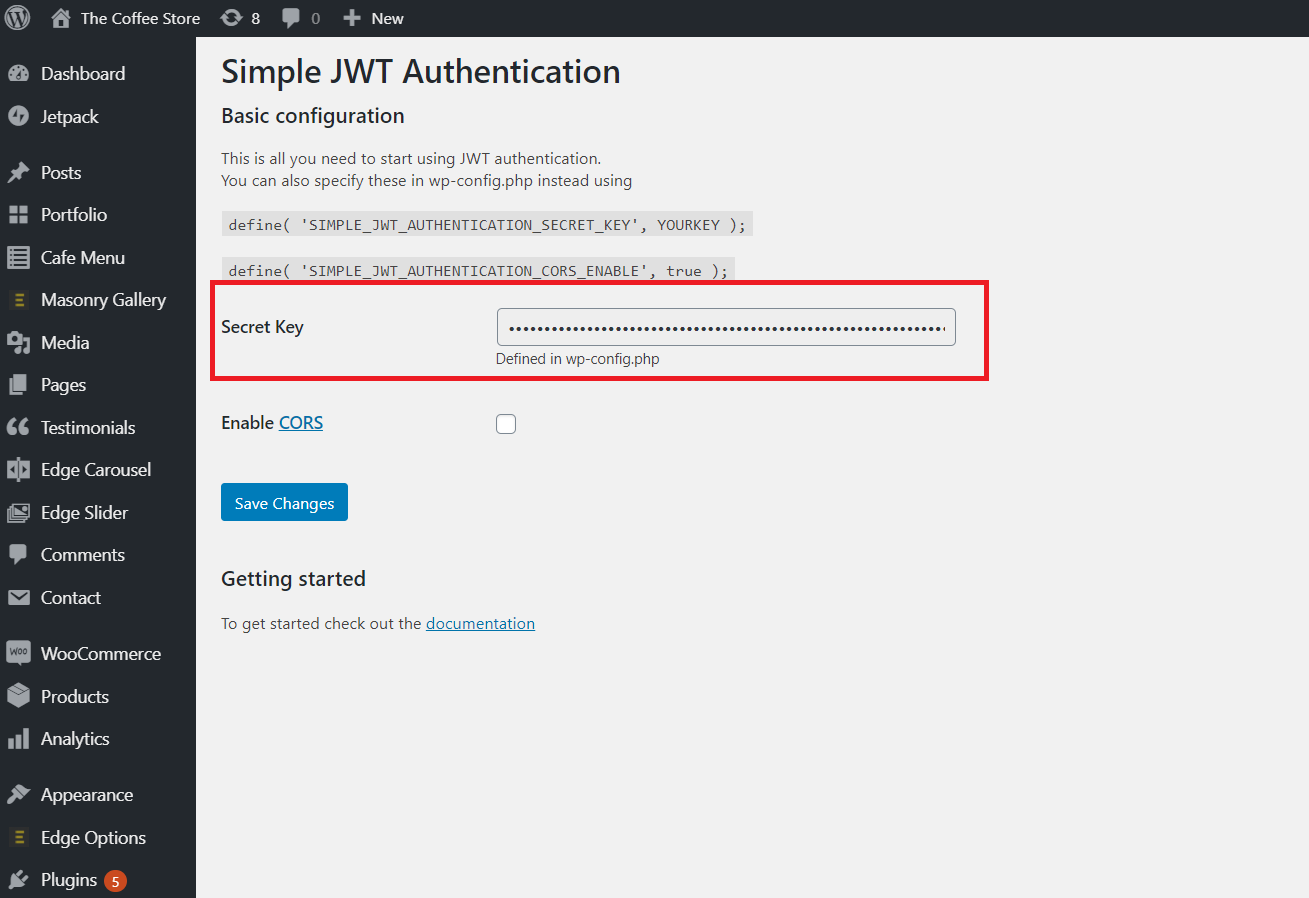 The Coffee Store 8 0 New
Dashboard
Jetpack
Posts
Portfolio
Cafe Menu
Masonry Gallery
Media
Pages
Testimonials
Edge Carousel
Edge Slider
Comments
Contact
WooCommerce
Products
Analytics
Appearance
Edge Options
Plugins 5
Simple JWT Authentication
Basic configuration
This is all you need to start using JWT authentication.
You can also specify these in wp-config.php instead using
define( 'SIMPLE_JWT_AUTHENTICATION_SECRET_KEY', YOURKEY );
define( 'SIMPLE_JWT_AUTHENTICATION_CORS_ENABLE', true );
Secret Key
Defined in wp-config.php
Enable CORS
Save Changes
Getting started
To get started check out the documentation